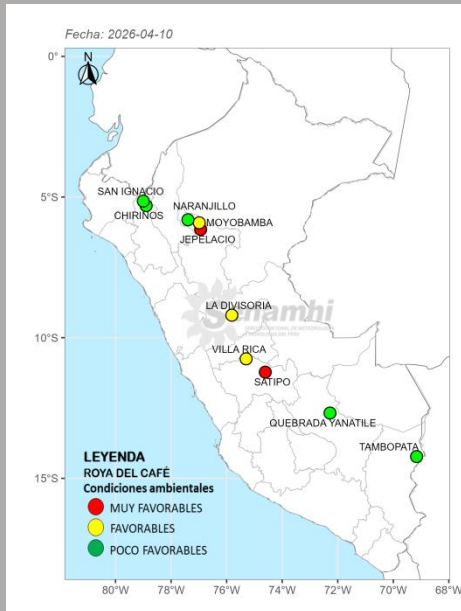 Fecha: 2026-04-10
N
0°
5°S
10°S
15°S
SAN IGNACIO
CHIRINOS
NARANJILLO
MOYOBAMBA
JEPELACIO
LA DIVISORIA
Senamhi
VILLA RICA
SATIPO
QUEBRADA YANATILE
TAMBOPATA
LEYENDA
ROYA DEL CAFÉ
Condiciones ambientales
MUY FAVORABLES
FAVORABLES
POCO FAVORABLES
80°W 78°W 76°W 74°W 72°W 70°W 68°W